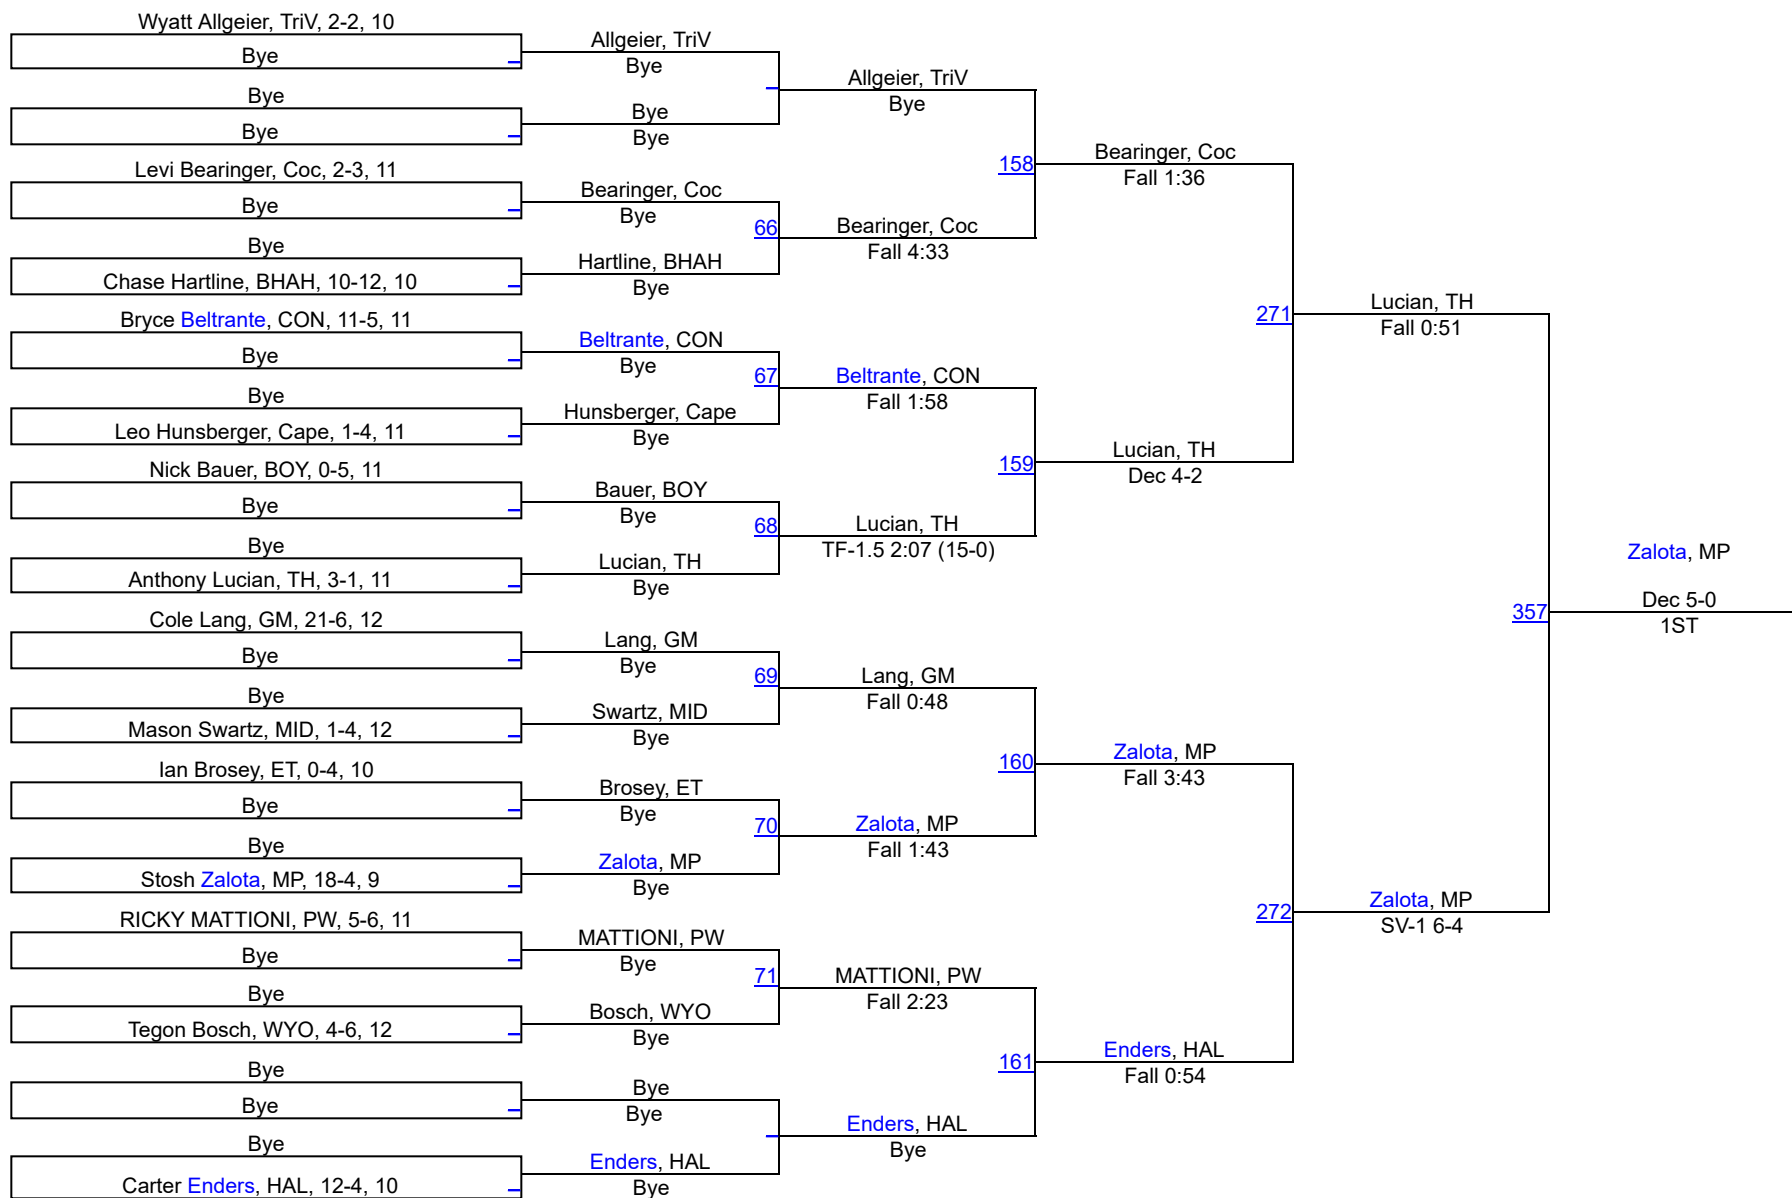 Wyatt Allgeier, TriV, 2-2, 10
Bye
Bye
Bye
Levi Bearinger, Coc, 2-3, 11
Bye
Bye
Chase Hartline, BHAH, 10-12, 10
Bryce Beltrante, CON, 11-5, 11
Bye
Bye
Leo Hunsberger, Cape, 1-4, 11
Nick Bauer, BOY, 0-5, 11
Bye
Bye
Anthony Lucian, TH, 3-1, 11
Cole Lang, GM, 21-6, 12
Bye
Bye
Mason Swartz, MID, 1-4, 12
Ian Brosey, ET, 0-4, 10
Bye
Bye
Stosh Zalota, MP, 18-4, 9
RICKY MATTIONI, PW, 5-6, 11
Bye
Bye
Tegon Bosch, WYO, 4-6, 12
Bye
Bye
Bye
Carter Enders, HAL, 12-4, 10
Allgeier, TriV
Bye
Bye
Bye
Bearinger, Coc
Bye
66
Hartline, BHAH
Bye
Beltrante, CON
Bye
67
Hunsberger, Cape
Bye
Bauer, BOY
Bye
68
Lucian, TH
Bye
Lang, GM
Bye
69
Swartz, MID
Bye
Brosey, ET
Bye
70
Zalota, MP
Bye
MATTIONI, PW
Bye
71
Bosch, WYO
Bye
Bye
Bye
Enders, HAL
Bye
Allgeier, TriV
Bye
158
Bearinger, Coc
Fall 4:33
Beltrante, CON
Fall 1:58
159
Lucian, TH
TF-1.5 2:07 (15-0)
Lang, GM
Fall 0:48
160
Zalota, MP
Fall 1:43
MATTIONI, PW
Fall 2:23
161
Enders, HAL
Bye
Bearinger, Coc
Fall 1:36
271
Lucian, TH
Dec 4-2
Zalota, MP
Fall 3:43
272
Enders, HAL
Fall 0:54
Lucian, TH
Fall 0:51
357
Zalota, MP
SV-1 6-4
Zalota, MP
Dec 5-0
1ST